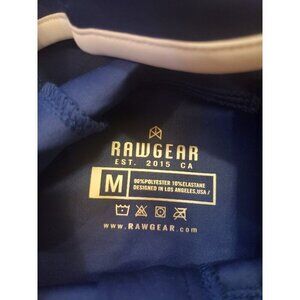 RAWGEAR
EST. 2015 CA
M
90%POLYESTER 10%ELASTANE
DESIGNED IN LOS ANGELES,USA/
www.RAWGEAR.com